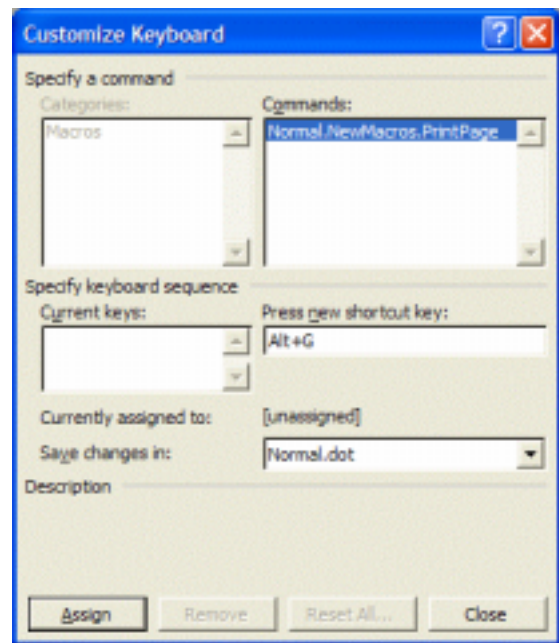 Customize Keyboard
Specify a command
Categories: Commands:
Macros Normal.NewMacros.PrintPage
Specify keyboard sequence
Current keys: Press new shortcut key:
Alt+G
Currently assigned to: [unassigned]
Save changes in: Normal.dot
Description
Assign Remove Reset All... Close